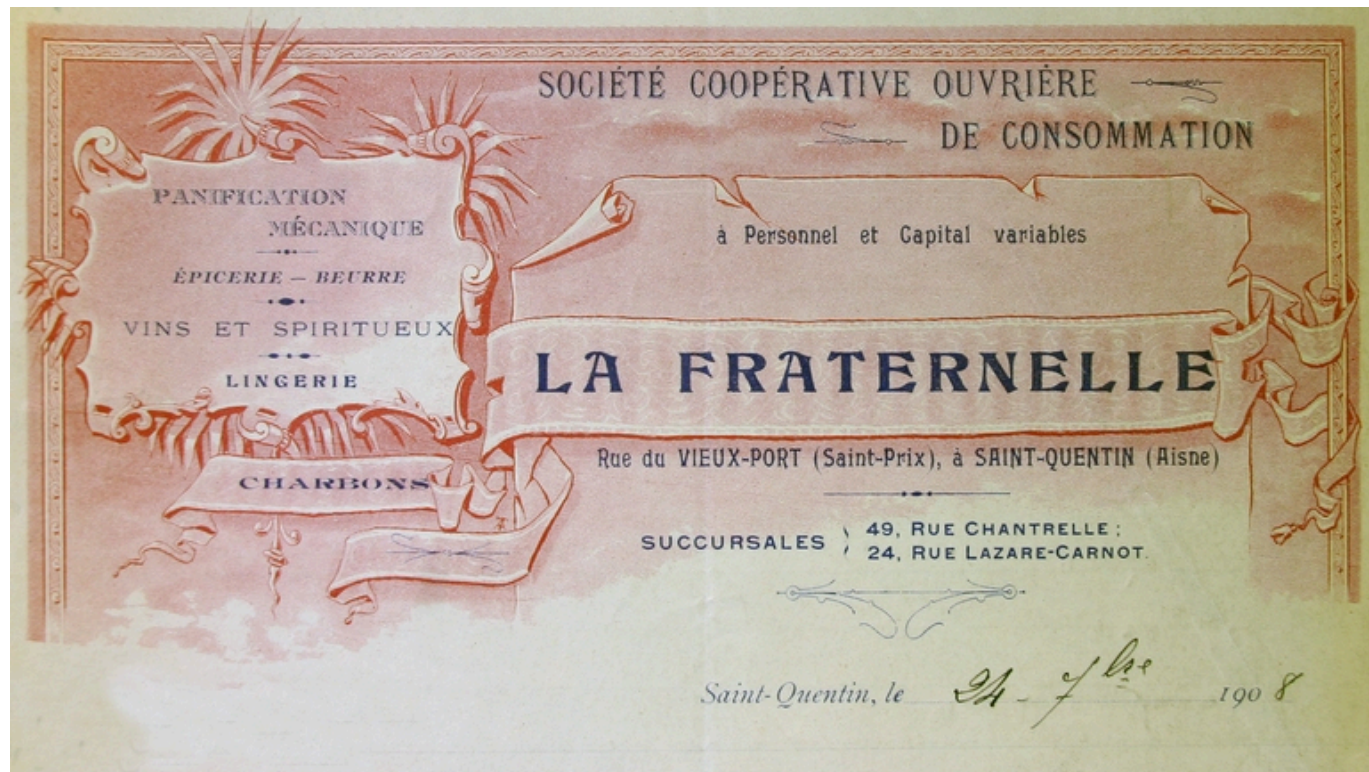 SOCIÉTÉ COOPÉRATIVE OUVRIÈRE
DE CONSOMMATION
à Personnel et Capital variables
LA FRATERNELLE
Rue du VIEUX-PORT (Saint-Prix), à SAINT-QUENTIN (Aisne)
SUCCURSALES
49, RUE CHANTRELLE;
24, RUE LAZARE-CARNOT.
PANIFICATION
MÉCANIQUE
ÉPICERIE – BEURRE
VINS ET SPIRITUEUX
LINGERIE
CHARBONS
Saint-Quentin, le 24 - 7bre 1908